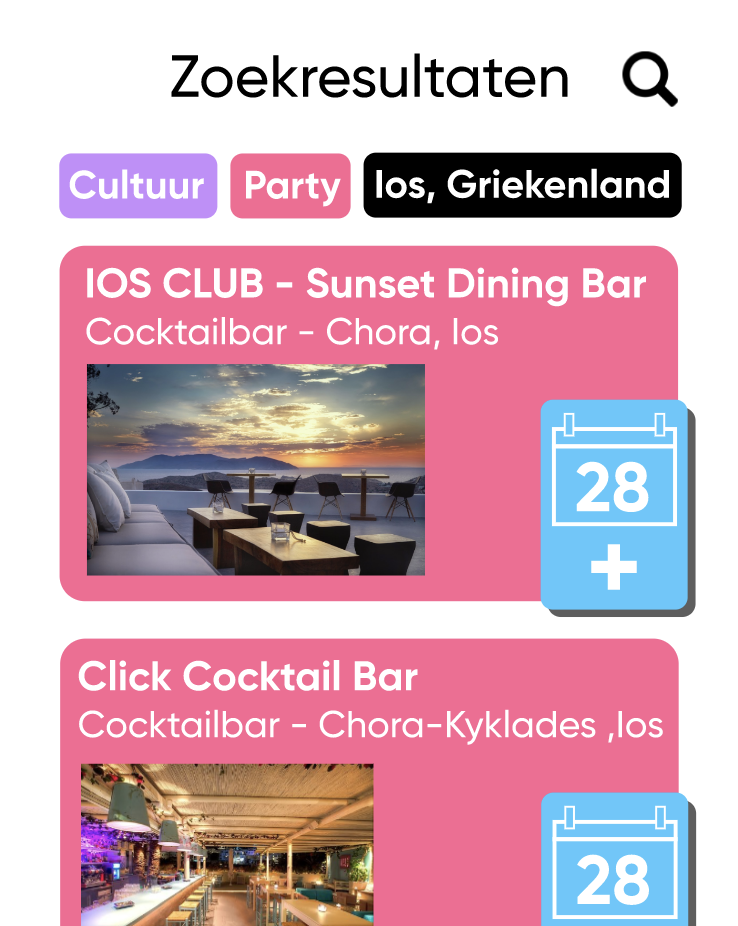 Zoekresultaten
Cultuur Party Ios, Griekenland
IOS CLUB - Sunset Dining Bar
Cocktailbar - Chora, Ios
28
+
Click Cocktail Bar
Cocktailbar - Chora-Kyklades ,Ios
28